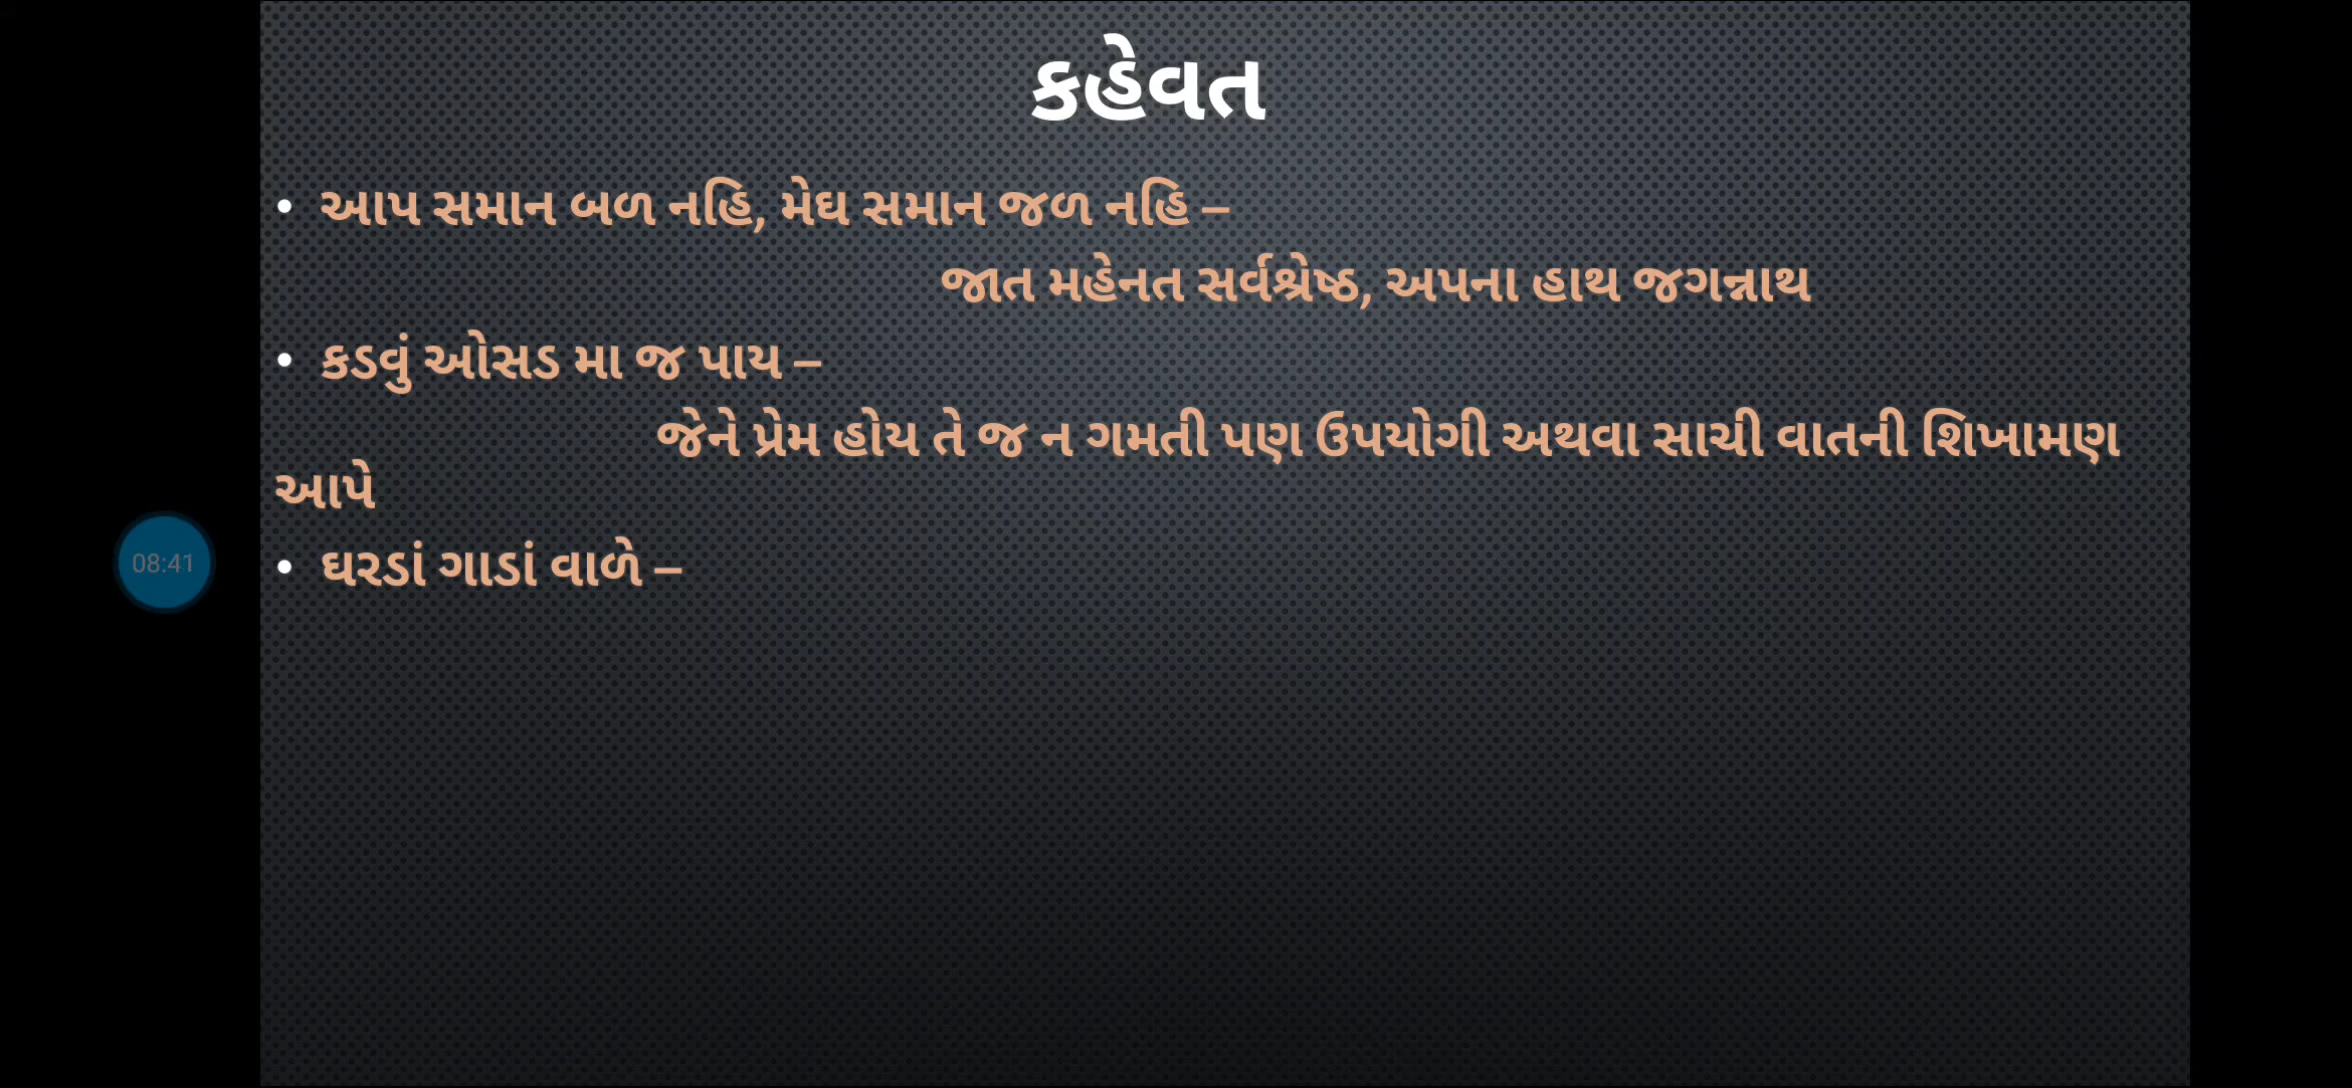 કહેવત
• આપ સમાન બળ નહિ, મેઘ સમાન જળ નહિ –
જાત મહેનત સર્વશ્રેષ્ઠ, અપના હાથ જગન્નાથ
• કડવું ઓસડ મા જ પાય –
જેને પ્રેમ હોય તે જ ન ગમતી પણ ઉપયોગી અથવા સાચી વાતની શિખામણ
આપે
08:41
• ઘરડાં ગાડાં વાળે –